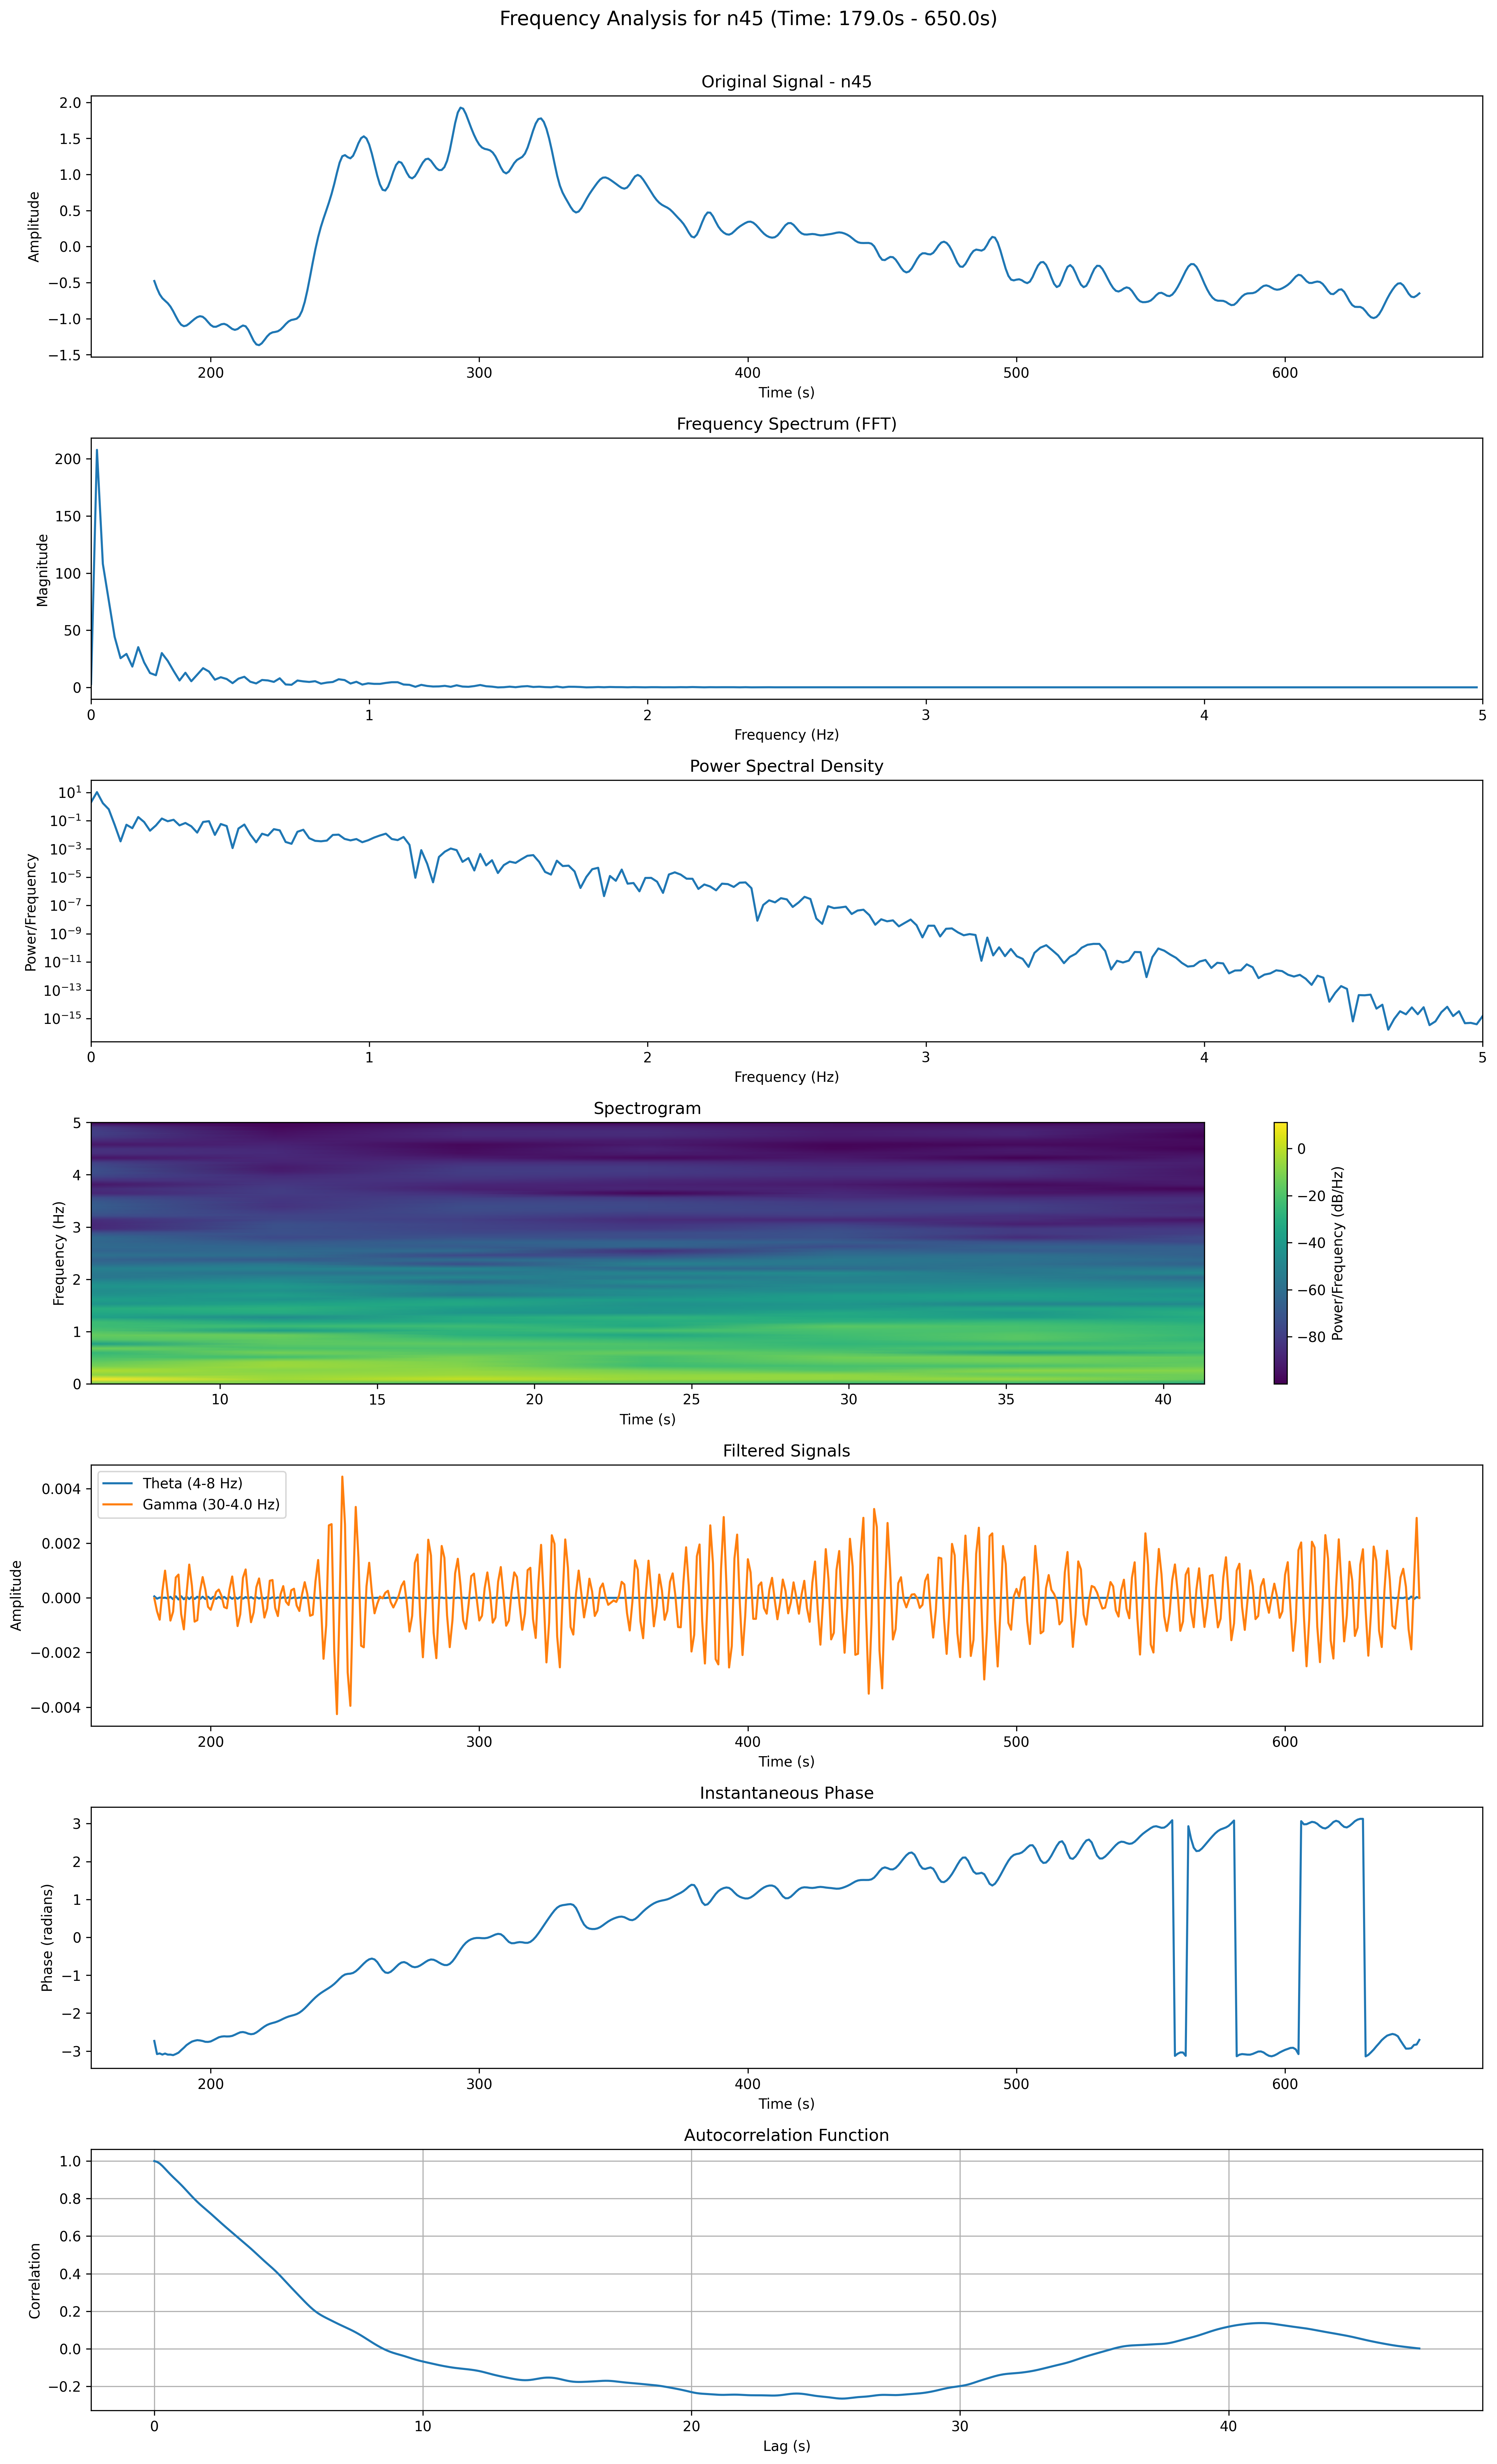 Frequency Analysis for n45 (Time: 179.0s - 650.0s)
Original Signal - n45
Amplitude
2.0
1.5
1.0
0.5
0.0
−0.5
−1.0
−1.5
200 300 400 500 600
Time (s)
Frequency Spectrum (FFT)
Magnitude
200
150
100
50
0
0 1 2 3 4 5
Frequency (Hz)
Power Spectral Density
Power/Frequency
10¹
10⁻¹
10⁻³
10⁻⁵
10⁻⁷
10⁻⁹
10⁻¹¹
10⁻¹³
10⁻¹⁵
0 1 2 3 4 5
Frequency (Hz)
Spectrogram
Frequency (Hz)
5
4
3
2
1
0
10 15 20 25 30 35 40
Time (s)
0
−20
−40
−60
−80
Power/Frequency (dB/Hz)
Filtered Signals
Theta (4-8 Hz)
Gamma (30-4.0 Hz)
Amplitude
0.004
0.002
0.000
−0.002
−0.004
200 300 400 500 600
Time (s)
Instantaneous Phase
Phase (radians)
3
2
1
0
−1
−2
−3
200 300 400 500 600
Time (s)
Autocorrelation Function
Correlation
1.0
0.8
0.6
0.4
0.2
0.0
−0.2
0 10 20 30 40
Lag (s)